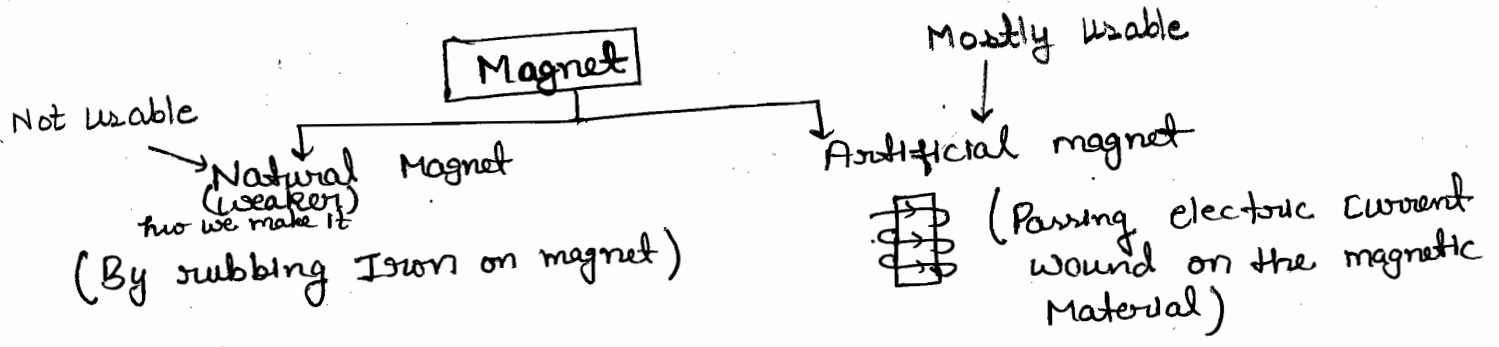 Mostly usable
Magnet
Not usable
Natural Magnet
(weaker)
how we make it
(By rubbing Iron on magnet)
Artificial magnet
(Passing electric current
wound on the magnetic
Material)